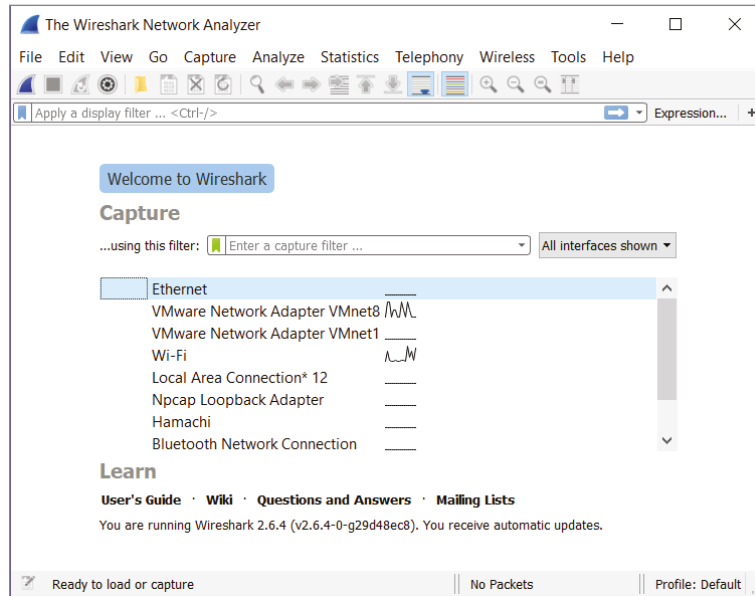 The Wireshark Network Analyzer
File Edit View Go Capture Analyze Statistics Telephony Wireless Tools Help
Apply a display filter ... <Ctrl-/> Expression... +
Welcome to Wireshark
Capture
...using this filter: Enter a capture filter ... All interfaces shown
Ethernet
VMware Network Adapter VMnet8
VMware Network Adapter VMnet1
Wi-Fi
Local Area Connection* 12
Npcap Loopback Adapter
Hamachi
Bluetooth Network Connection
Learn
User's Guide · Wiki · Questions and Answers · Mailing Lists
You are running Wireshark 2.6.4 (v2.6.4-0-g29d48ec8). You receive automatic updates.
Ready to load or capture No Packets Profile: Default